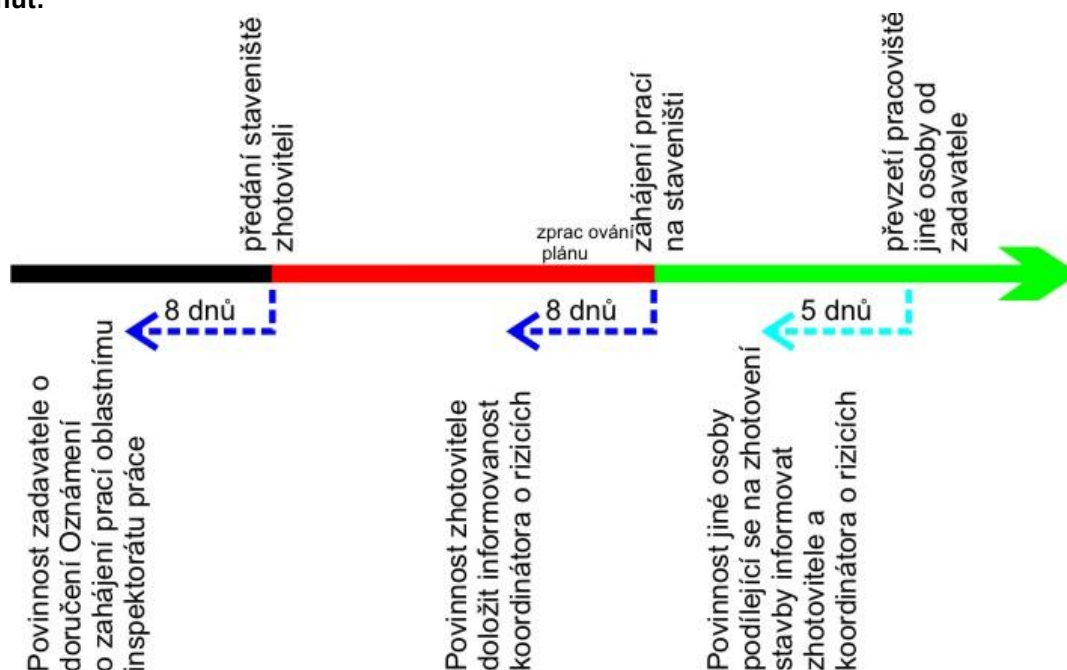 nut:
předání staveniště
zhotoviteli
zprac ování
plánu
zahájení prací
na staveništi
převzetí pracoviště
jiné osoby od
zadavatele
8 dnů
8 dnů
5 dnů
Povinnost zadavatele o
doručení Oznámení
o zahájení prací oblastnímu
inspektorátu práce
Povinnost zhotovitele
doložit informovanost
koordinátora o rizicích
Povinnost jiné osoby
podílející se na zhotovení
stavby informovat
zhotovitele a
koordinátora o rizicích